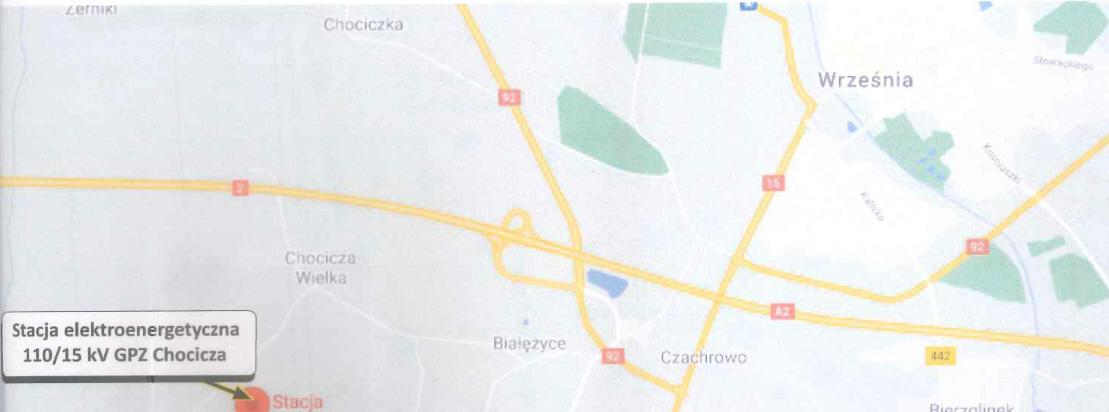 Żerniki
Chociczka
92
Września
Słowackiego
15
Kościuszki
Kaliska
2
92
Chocicza
Wielka
A2
Stacja elektroenergetyczna
110/15 kV GPZ Chocicza
Białężyce
92
Czachrowo
442
Stacja
Bierzglinek